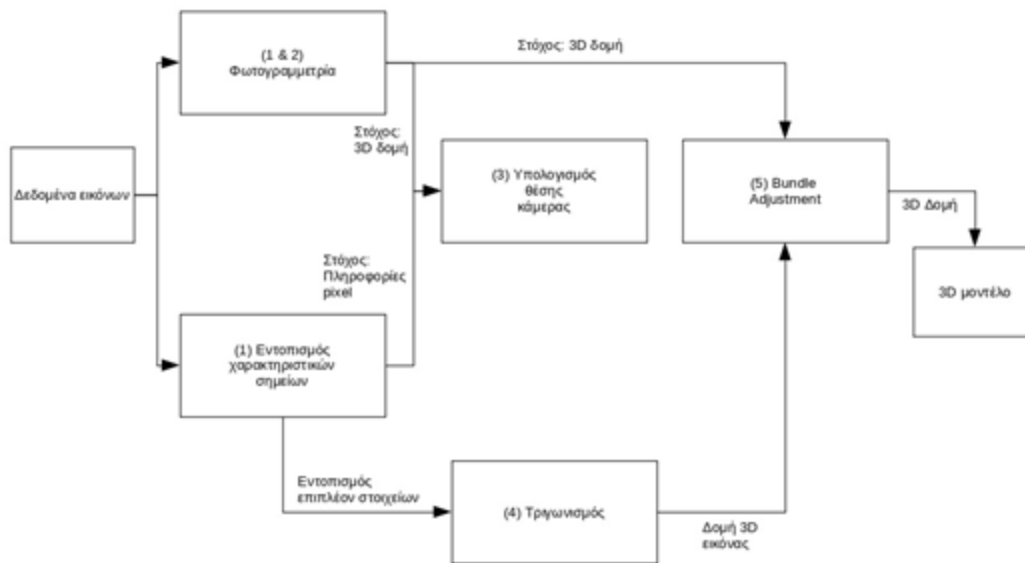 (1 & 2)
Φωτογραμμετρία
Στόχος: 3D δομή
Στόχος:
3D δομή
Δεδομένα εικόνων
(3) Υπολογισμός
θέσης
κάμερας
(5) Bundle
Adjustment
3D Δομή
3D μοντέλο
Στόχος:
Πληροφορίες
pixel
(1) Εντοπισμός
χαρακτηριστικών
σημείων
Εντοπισμός
επιπλέον στοιχείων
(4) Τριγωνισμός
Δομή 3D
εικόνας